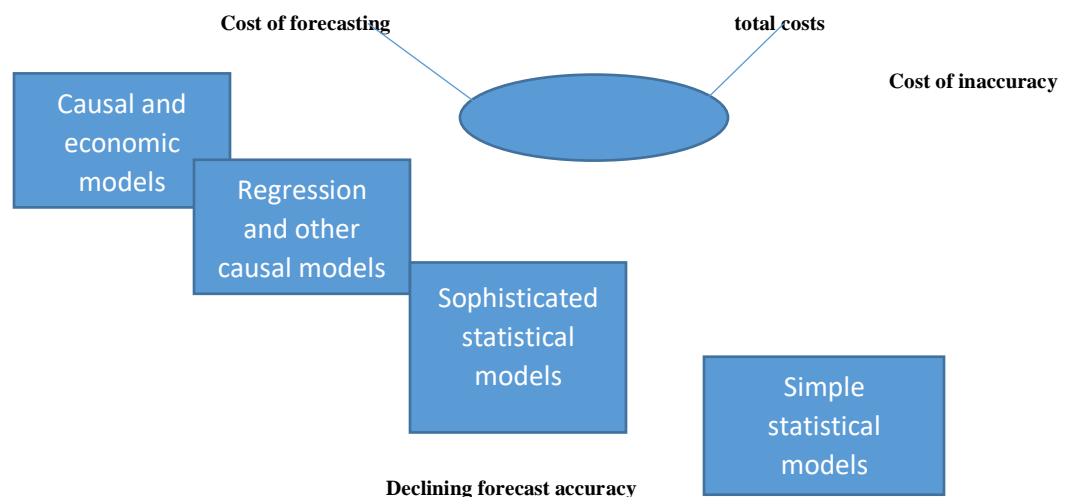 Cost of forecasting
total costs
Cost of inaccuracy
Causal and
economic
models
Regression
and other
causal models
Sophisticated
statistical
models
Simple
statistical
models
Declining forecast accuracy